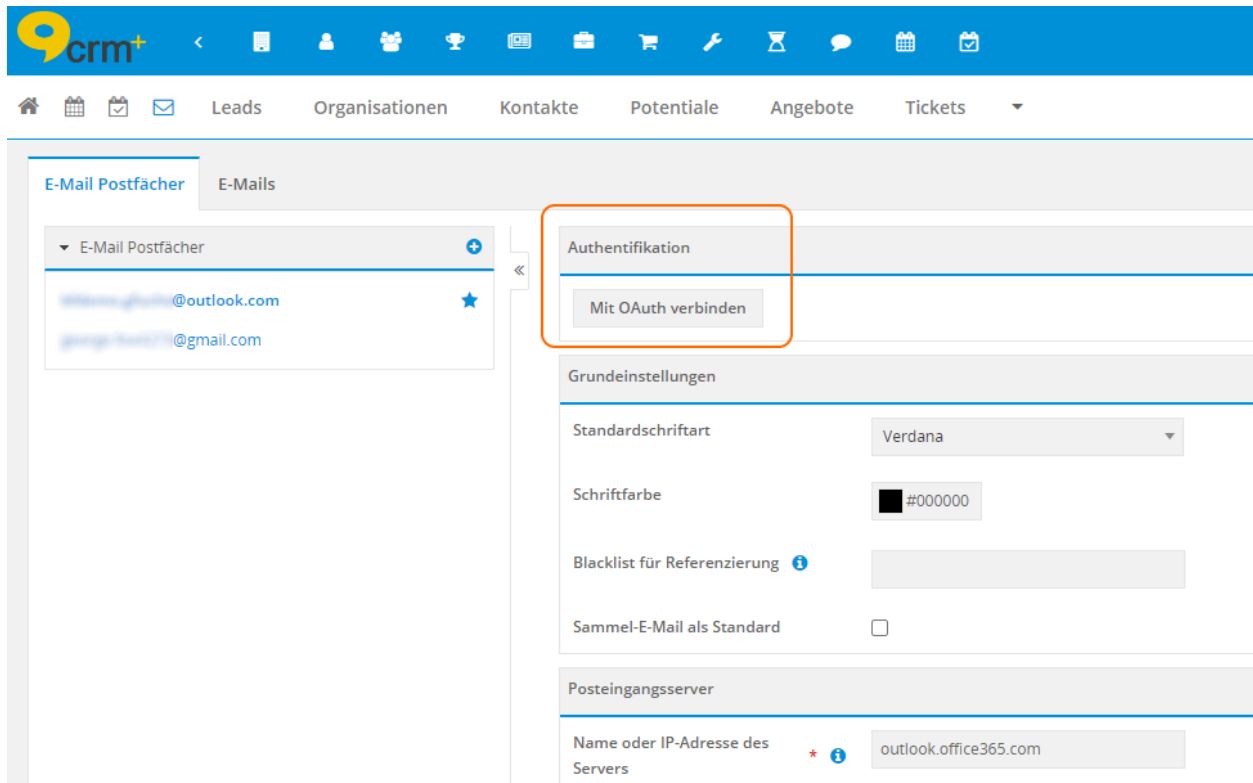 crm+
Leads Organisationen Kontakte Potentiale Angebote Tickets
E-Mail Postfächer E-Mails
E-Mail Postfächer
@outlook.com
@gmail.com
Authentifikation
Mit OAuth verbinden
Grundeinstellungen
Standardschriftart Verdana
Schriftfarbe #000000
Blacklist für Referenzierung
Sammel-E-Mail als Standard
Posteingangsserver
Name oder IP-Adresse des
Servers * outlook.office365.com